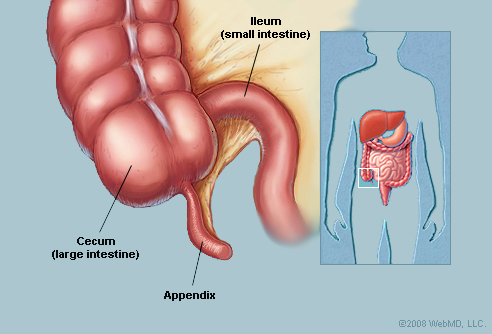 Ileum
(small intestine)
Cecum
(large intestine)
Appendix
©2008 WebMD, LLC.